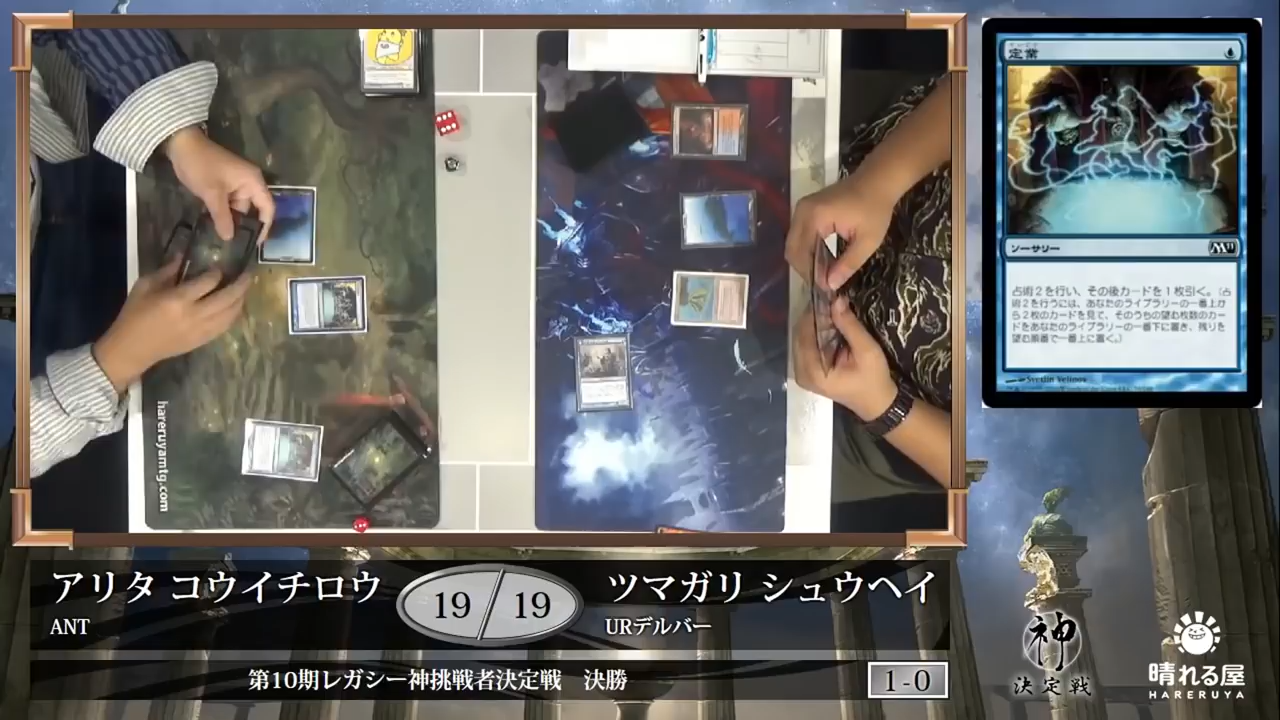 定業
ソーサリー
M11
占術2を行い、その後カードを1枚引く。(占
術2を行うには、あなたのライブラリーの一番上か
ら2枚のカードを見て、そのうちの望む枚数のカー
ドをあなたのライブラリーの一番下に置き、残りを
望む順番で一番上に置く。)
Svetlin Velinov
hareruyamtg.com
アリタ コウイチロウ
ANT
19/19
ツマガリ シュウヘイ
URデルバー
第10期レガシー神挑戦者決定戦 決勝
1-0
神
決定戦
晴れる屋
HARERUYA